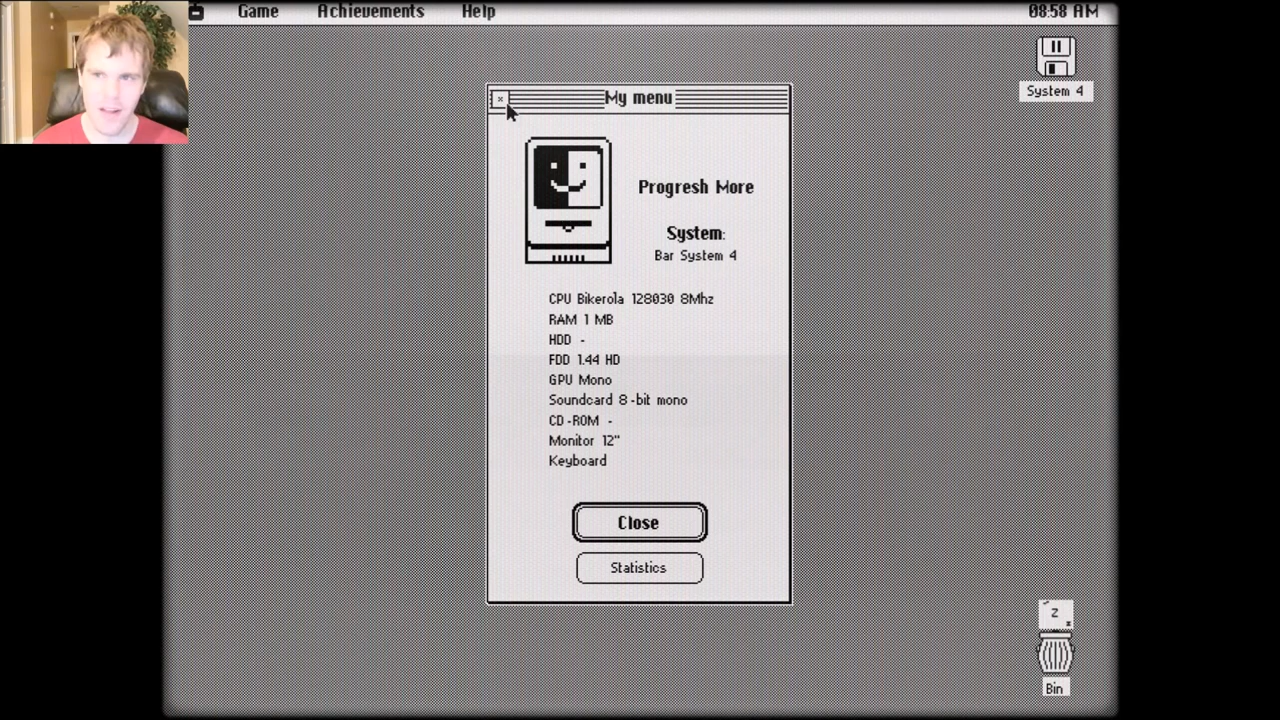 Game Achievements Help 08:58 AM
System 4
My menu
Progresh More
System:
Bar System 4
CPU Bikerola 128030 8Mhz
RAM 1 MB
HDD -
FDD 1.44 HD
GPU Mono
Soundcard 8-bit mono
CD-ROM -
Monitor 12"
Keyboard
Close
Statistics
z
Bin